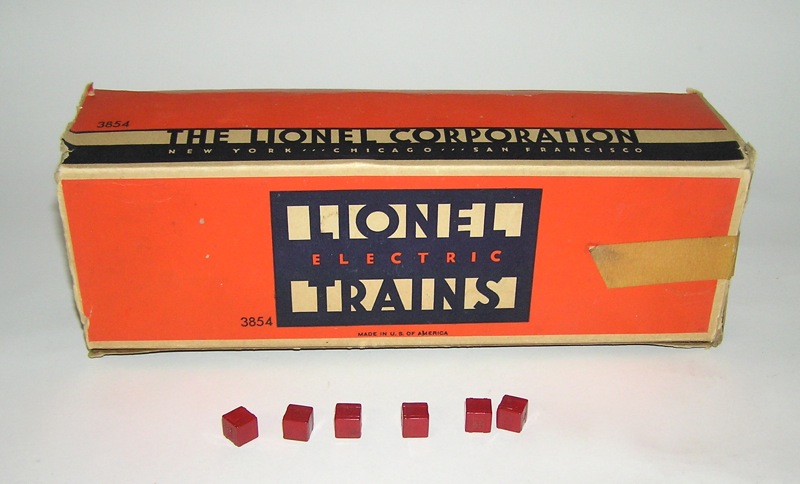 3854
THE LIONEL CORPORATION
NEW YORK ··· CHICAGO ··· SAN FRANCISCO
LIONEL
ELECTRIC
TRAINS
3854
MADE IN U. S. OF AMERICA